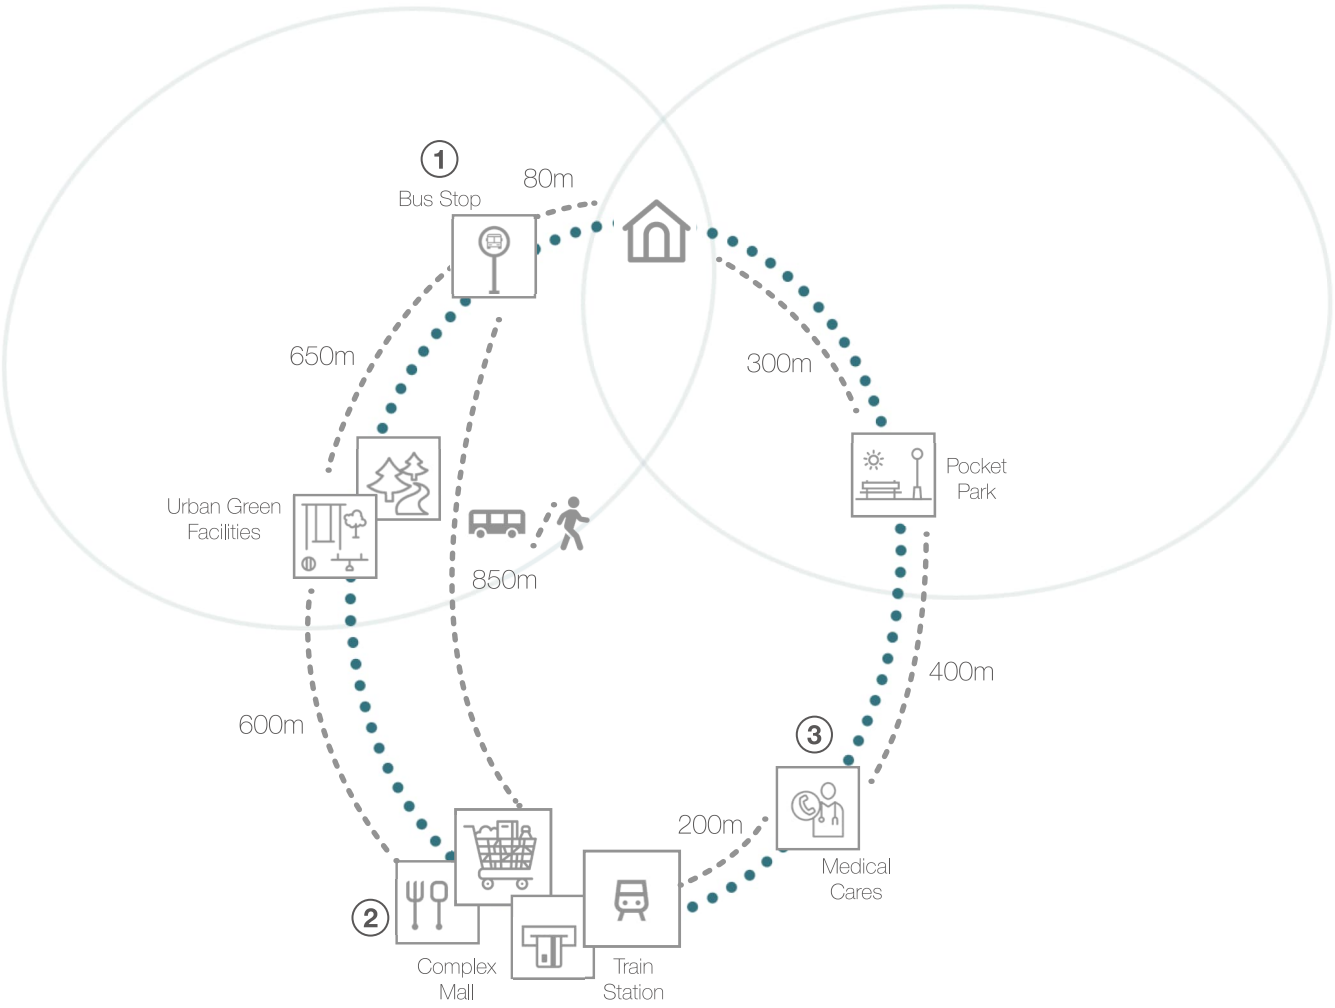 1
Bus Stop
80m
650m
300m
Pocket
Park
Urban Green
Facilities
850m
400m
600m
3
200m
Medical
Cares
2
Complex
Mall
Train
Station